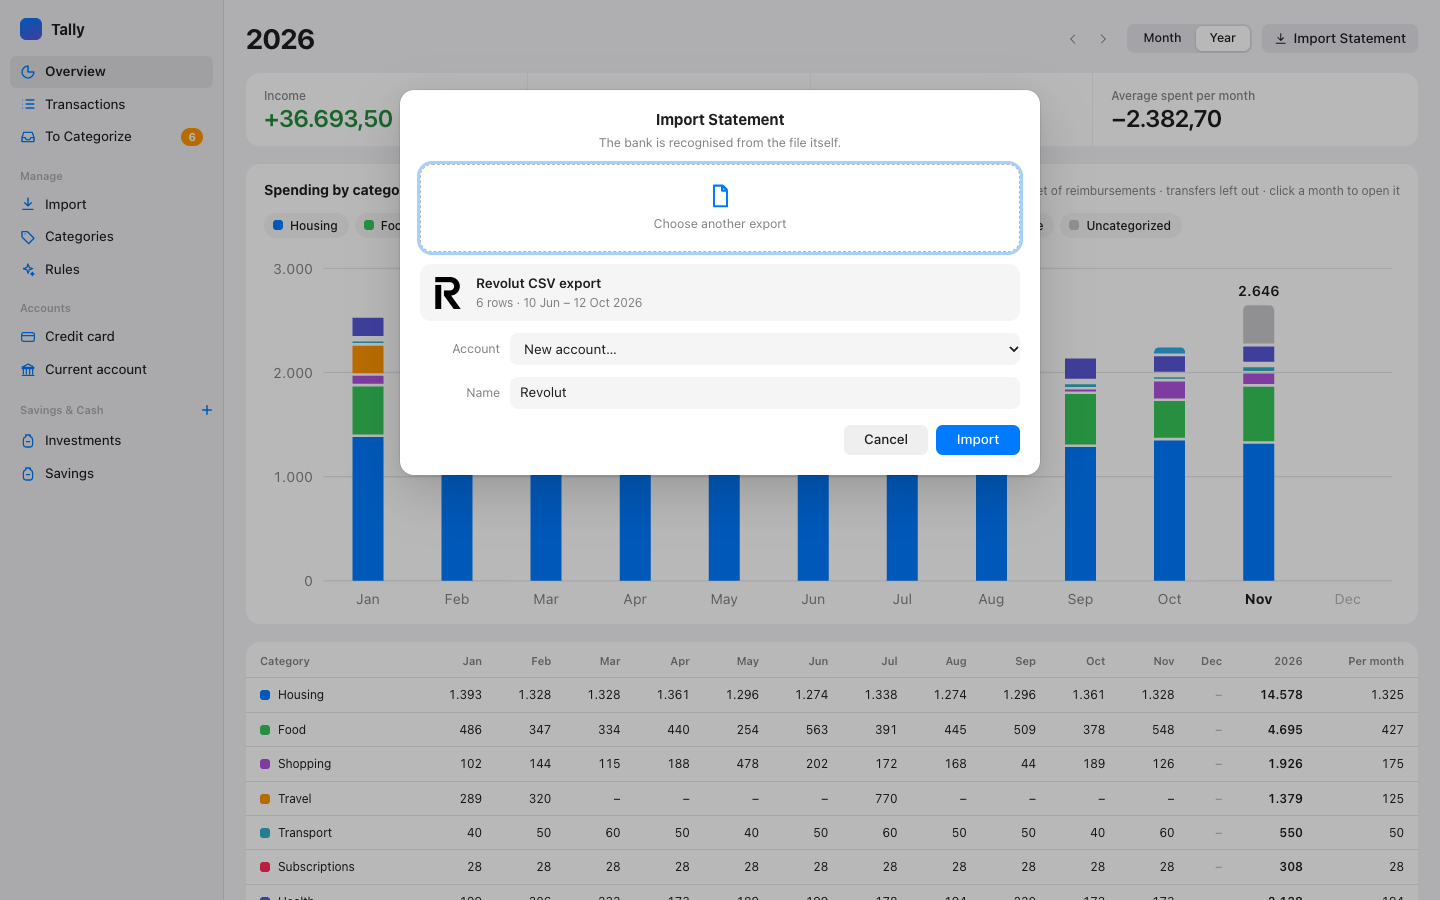 Tally
Overview
Transactions
To Categorize 6
Manage
Import
Categories
Rules
Accounts
Credit card
Current account
Savings & Cash +
Investments
Savings
2026
Month Year Import Statement
Income
+36.693,50
Average spent per month
−2.382,70
Import Statement
The bank is recognised from the file itself.
Choose another export
Revolut CSV export
6 rows · 10 Jun – 12 Oct 2026
Account New account...
Name Revolut
Cancel Import
Spending by of reimbursements · transfers left out · click a month to open it
Housing Uncategorized
3.000
2.646
2.000
1.000
0
Jan Feb Mar Apr May Jun Jul Aug Sep Oct Nov Dec
Category Jan Feb Mar Apr May Jun Jul Aug Sep Oct Nov Dec 2026 Per month
Housing 1.393 1.328 1.328 1.361 1.296 1.274 1.338 1.274 1.296 1.361 1.328 – 14.578 1.325
Food 486 347 334 440 254 563 391 445 509 378 548 – 4.695 427
Shopping 102 144 115 188 478 202 172 168 44 189 126 – 1.926 175
Travel 289 320 – – – – 770 – – – – – 1.379 125
Transport 40 50 60 50 40 50 60 50 50 40 60 – 550 50
Subscriptions 28 28 28 28 28 28 28 28 28 28 28 – 308 28